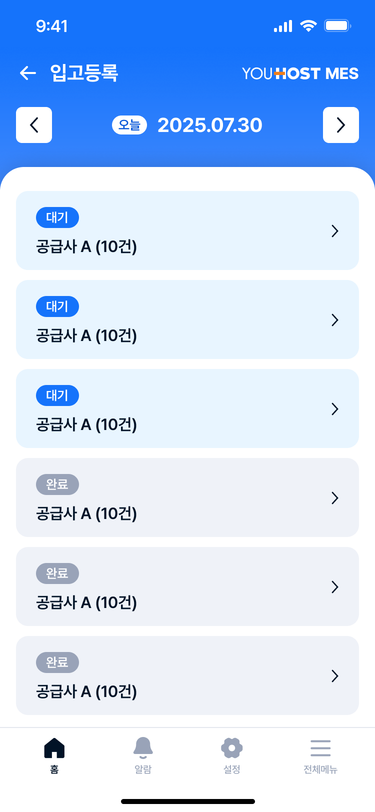 9:41
입고등록 YOUHOST MES
오늘 2025.07.30
대기
공급사 A (10건)
대기
공급사 A (10건)
대기
공급사 A (10건)
완료
공급사 A (10건)
완료
공급사 A (10건)
완료
공급사 A (10건)
홈 알람 설정 전체메뉴